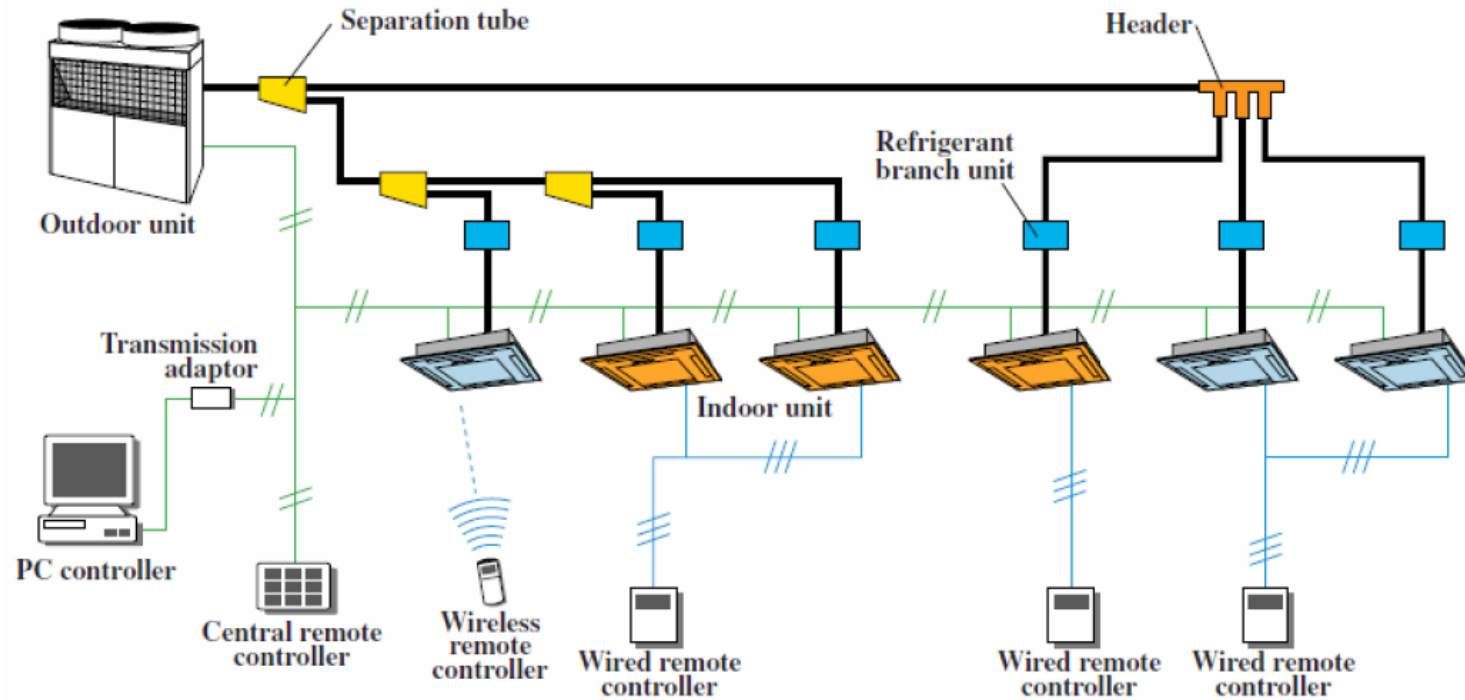 Separation tube
Header
Refrigerant
branch unit
Outdoor unit
Transmission
adaptor
Indoor unit
PC controller
Central remote
controller
Wireless
remote
controller
Wired remote
controller
Wired remote
controller
Wired remote
controller